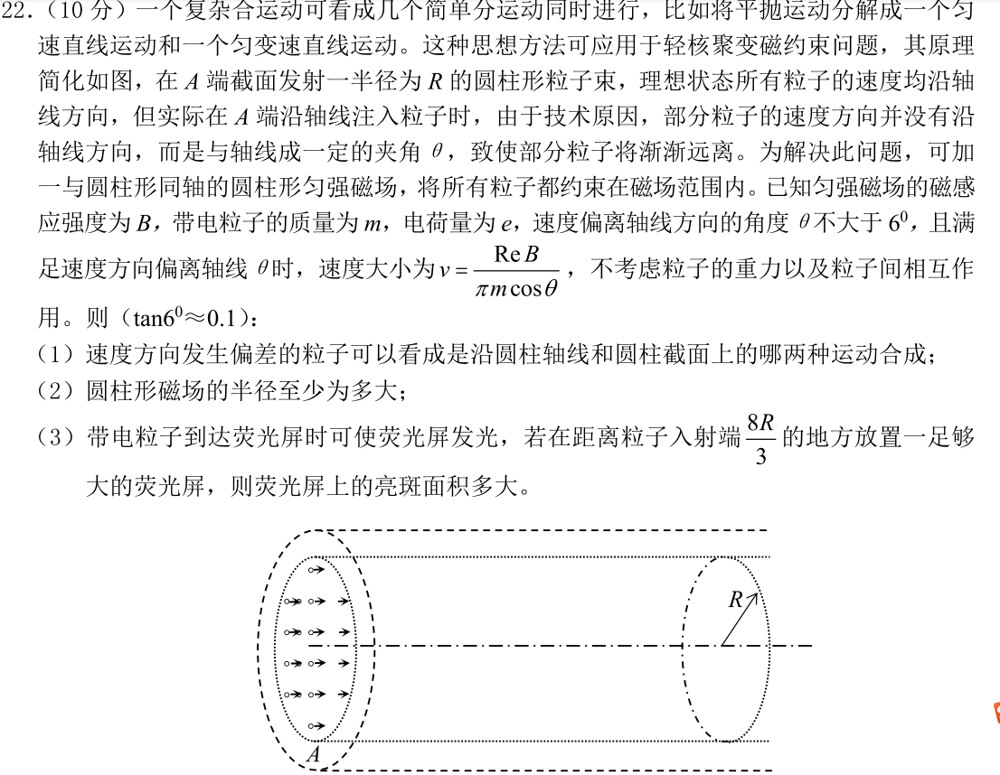 22．（10 分）一个复杂合运动可看成几个简单分运动同时进行，比如将平抛运动分解成一个匀
速直线运动和一个匀变速直线运动。这种思想方法可应用于轻核聚变磁约束问题，其原理
简化如图，在 A 端截面发射一半径为 R 的圆柱形粒子束，理想状态所有粒子的速度均沿轴
线方向，但实际在 A 端沿轴线注入粒子时，由于技术原因，部分粒子的速度方向并没有沿
轴线方向，而是与轴线成一定的夹角 θ，致使部分粒子将渐渐远离。为解决此问题，可加
一与圆柱形同轴的圆柱形匀强磁场，将所有粒子都约束在磁场范围内。已知匀强磁场的磁感
应强度为 B，带电粒子的质量为 m，电荷量为 e，速度偏离轴线方向的角度 θ不大于 6⁰，且满
足速度方向偏离轴线 θ时，速度大小为 v = ReB / πm cosθ ，不考虑粒子的重力以及粒子间相互作
用。则（tan6⁰≈0.1）：
（1）速度方向发生偏差的粒子可以看成是沿圆柱轴线和圆柱截面上的哪两种运动合成；
（2）圆柱形磁场的半径至少为多大；
（3）带电粒子到达荧光屏时可使荧光屏发光，若在距离粒子入射端 8R/3 的地方放置一足够
大的荧光屏，则荧光屏上的亮斑面积多大。
R
A